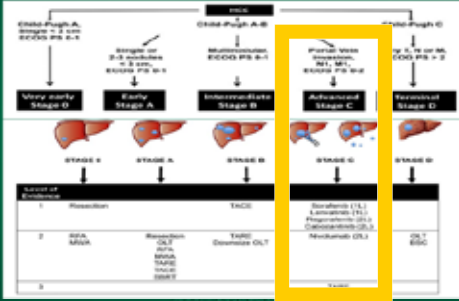 HCC
Child-Pugh A,
Single < 2 cm
ECOG PS 0-1
Child-Pugh A-B
Child-Pugh C
Single or
2-3 nodules
< 3 cm,
ECOG PS 0-1
Multinodular,
ECOG PS 0-1
Portal Vein
Invasion,
N1, M1,
ECOG PS 0-2
T, N or M,
ECOG PS > 2
Very early
Stage 0
Early
Stage A
Intermediate
Stage B
Advanced
Stage C
Terminal
Stage D
STAGE 0
STAGE A
STAGE B
STAGE C
STAGE D
Level of
Evidence
1
Resection
TACE
Sorafenib (1L)
Lenvatinib (1L)
Regorafenib (2L)
Cabozantinib (2L)
2
RFA
MWA
Resection
OLT
RFA
MWA
TARE
TACE
SBRT
TARE
Downsize OLT
Nivolumab (2L)
OLT
BSC
3
TARE